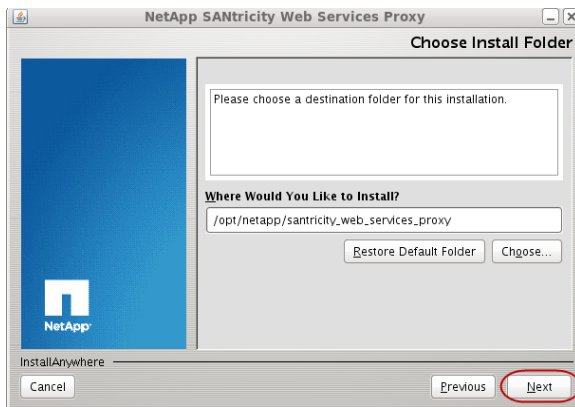 NetApp SANtricity Web Services Proxy
Choose Install Folder
Please choose a destination folder for this installation.
Where Would You Like to Install?
/opt/netapp/santricity_web_services_proxy
Restore Default Folder
Choose...
NetApp
InstallAnywhere
Cancel
Previous
Next